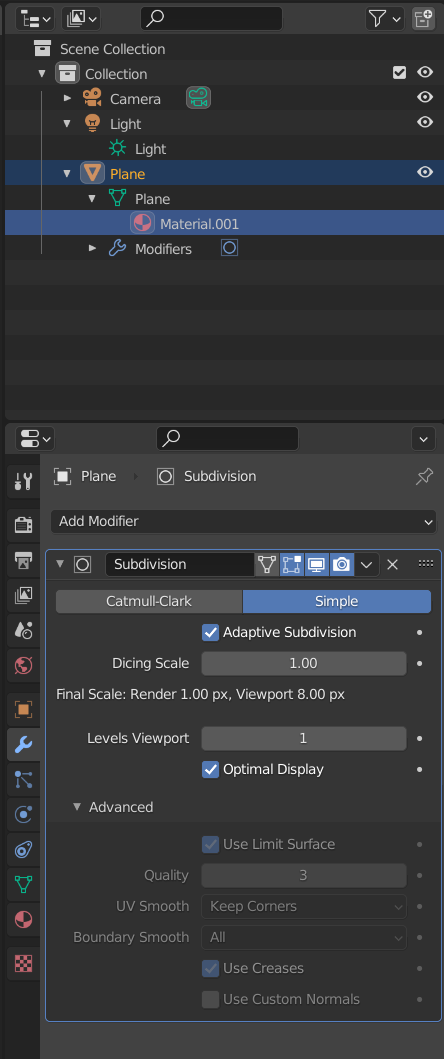 Scene Collection
Collection
Camera
Light
Light
Plane
Plane
Material.001
Modifiers
Plane Subdivision
Add Modifier
Subdivision
Catmull-Clark Simple
Adaptive Subdivision
Dicing Scale 1.00
Final Scale: Render 1.00 px, Viewport 8.00 px
Levels Viewport 1
Optimal Display
Advanced
Use Limit Surface
Quality 3
UV Smooth Keep Corners
Boundary Smooth All
Use Creases
Use Custom Normals